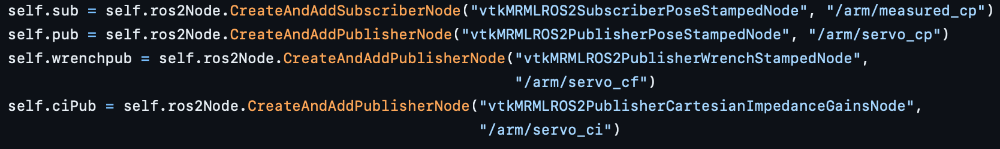 self.sub = self.ros2Node.CreateAndAddSubscriberNode("vtkMRMLROS2SubscriberPoseStampedNode", "/arm/measured_cp")
self.pub = self.ros2Node.CreateAndAddPublisherNode("vtkMRMLROS2PublisherPoseStampedNode", "/arm/servo_cp")
self.wrenchpub = self.ros2Node.CreateAndAddPublisherNode("vtkMRMLROS2PublisherWrenchStampedNode",
"/arm/servo_cf")
self.ciPub = self.ros2Node.CreateAndAddPublisherNode("vtkMRMLROS2PublisherCartesianImpedanceGainsNode",
"/arm/servo_ci")